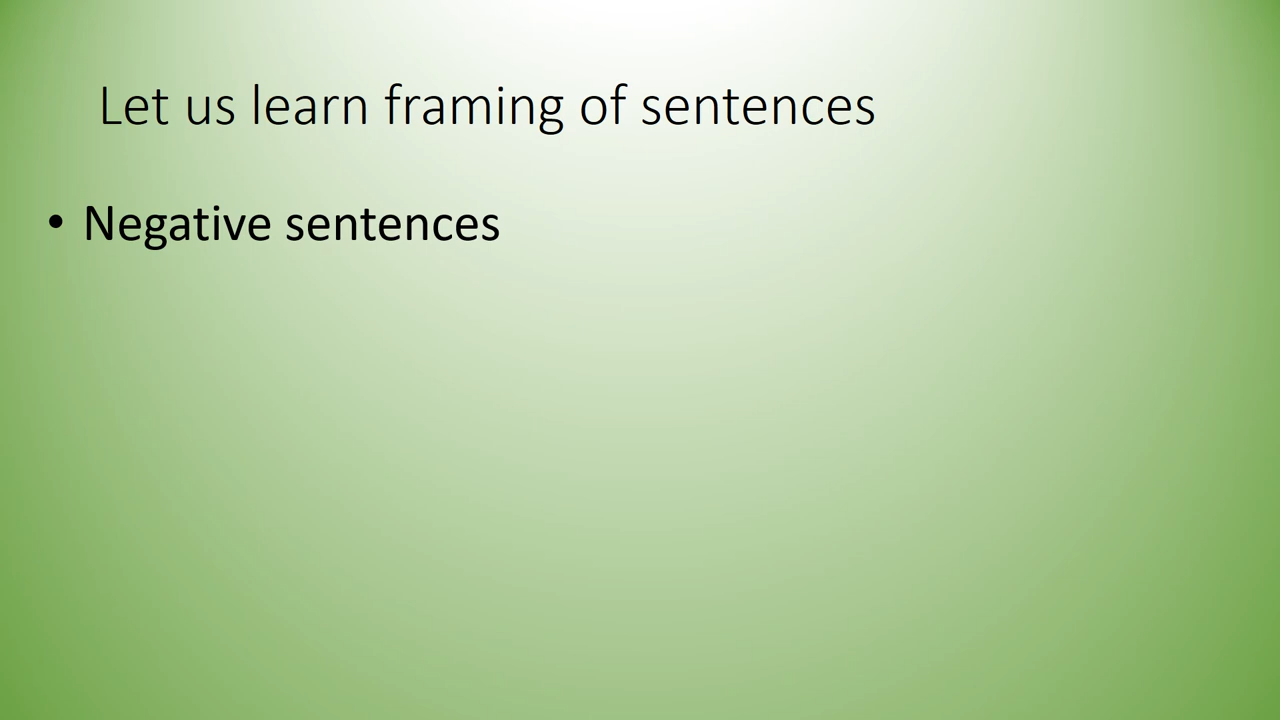 Let us learn framing of sentences
• Negative sentences